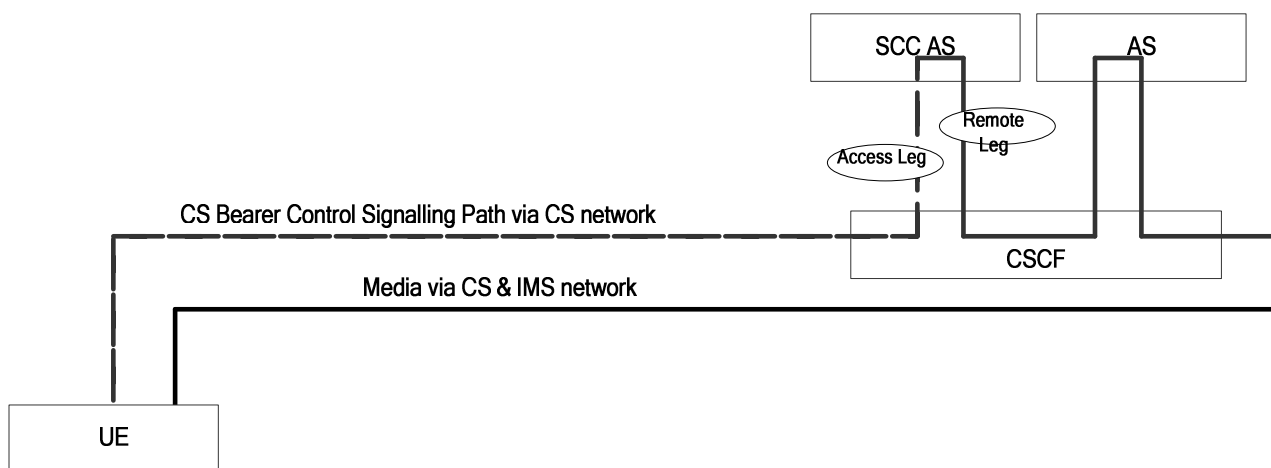 SCC AS
AS
Remote
Leg
Access Leg
CS Bearer Control Signalling Path via CS network
CSCF
Media via CS & IMS network
UE